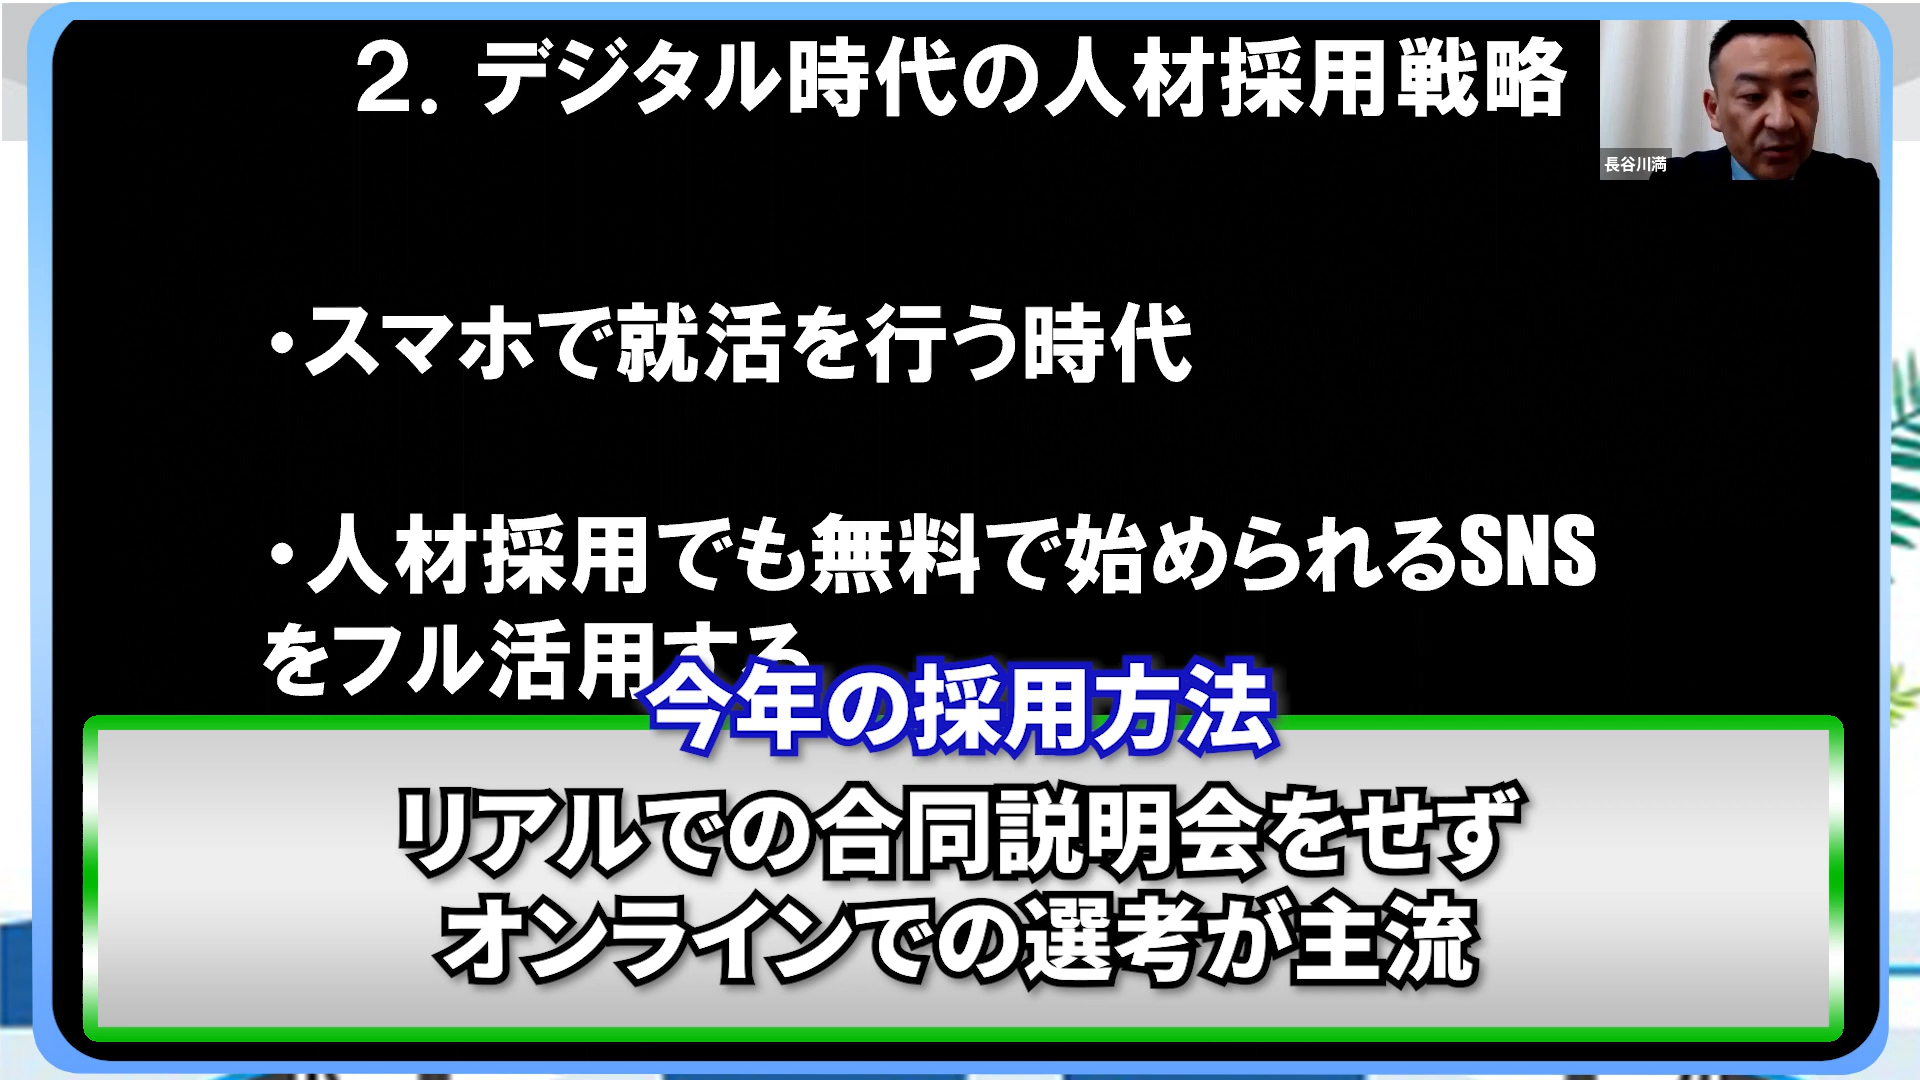 2. デジタル時代の人材採用戦略
長谷川満
・スマホで就活を行う時代
・人材採用でも無料で始められるSNS
をフル活用する
今年の採用方法
リアルでの合同説明会をせず
オンラインでの選考が主流